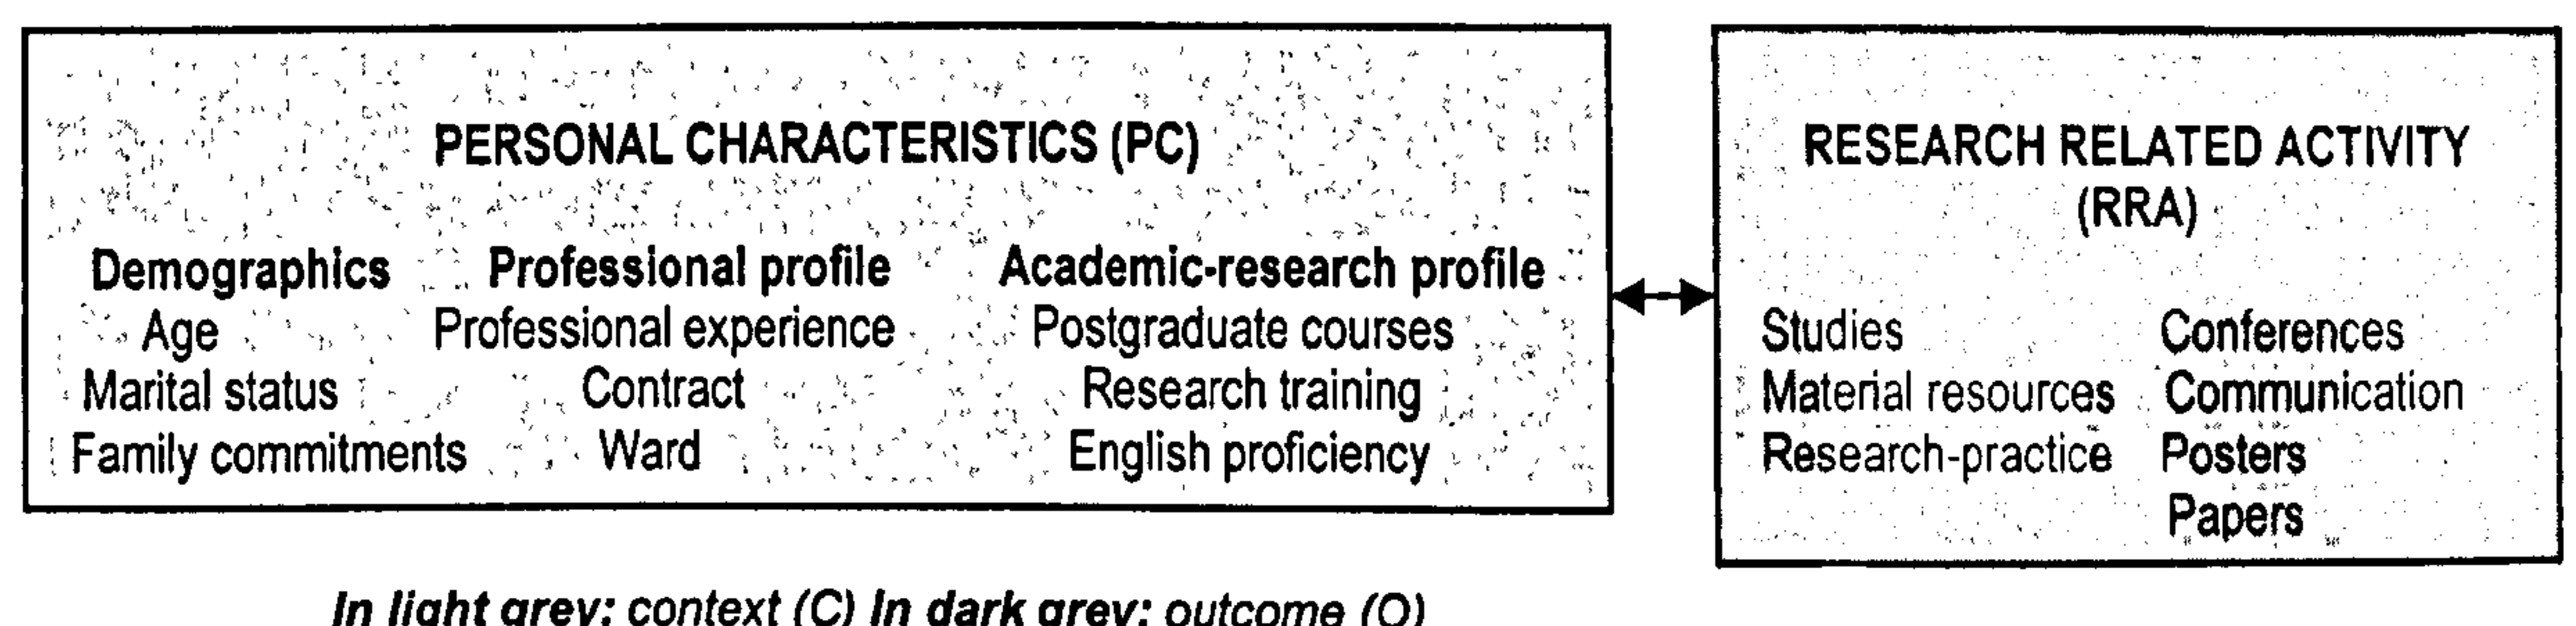 PERSONAL CHARACTERISTICS (PC)
Demographics Professional profile Academic-research profile
Age Professional experience Postgraduate courses
Marital status Contract Research training
Family commitments Ward English proficiency
RESEARCH RELATED ACTIVITY
(RRA)
Studies Conferences
Material resources Communication
Research-practice Posters
Papers
In light grey: context (C) In dark grey: outcome (O)